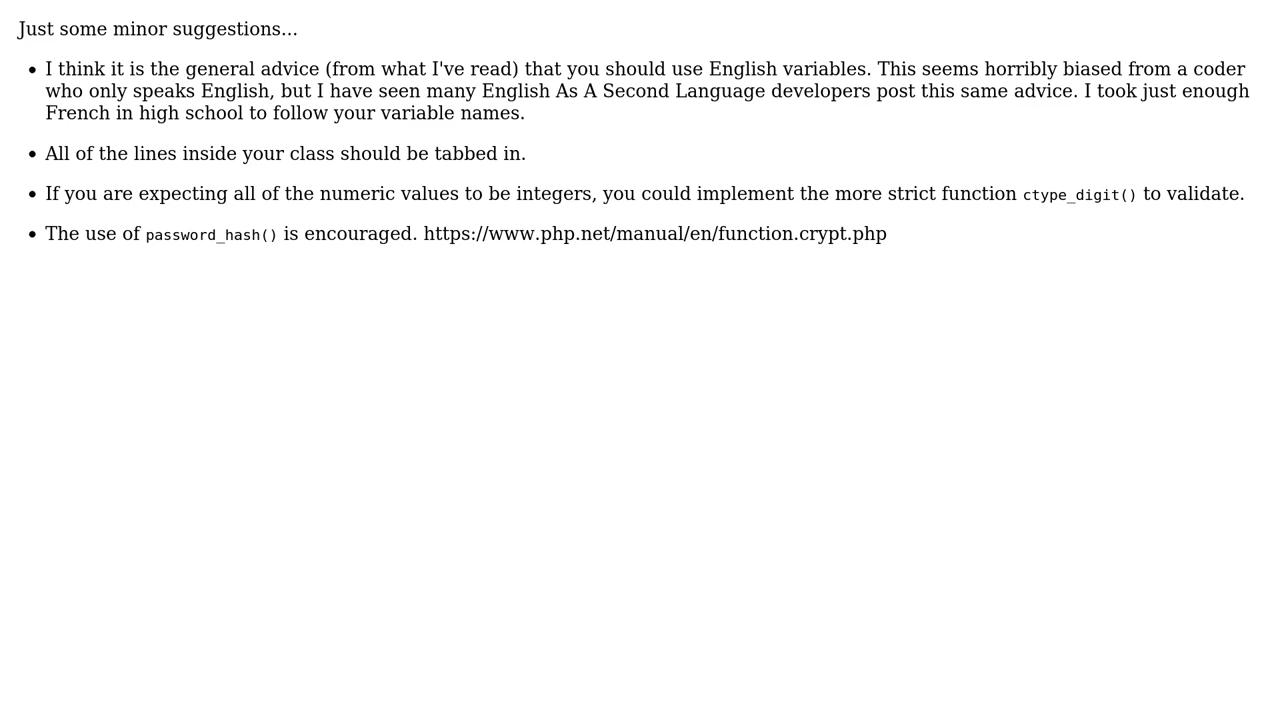 Just some minor suggestions...
• I think it is the general advice (from what I've read) that you should use English variables. This seems horribly biased from a coder
who only speaks English, but I have seen many English As A Second Language developers post this same advice. I took just enough
French in high school to follow your variable names.
• All of the lines inside your class should be tabbed in.
• If you are expecting all of the numeric values to be integers, you could implement the more strict function ctype_digit() to validate.
• The use of password_hash() is encouraged. https://www.php.net/manual/en/function.crypt.php